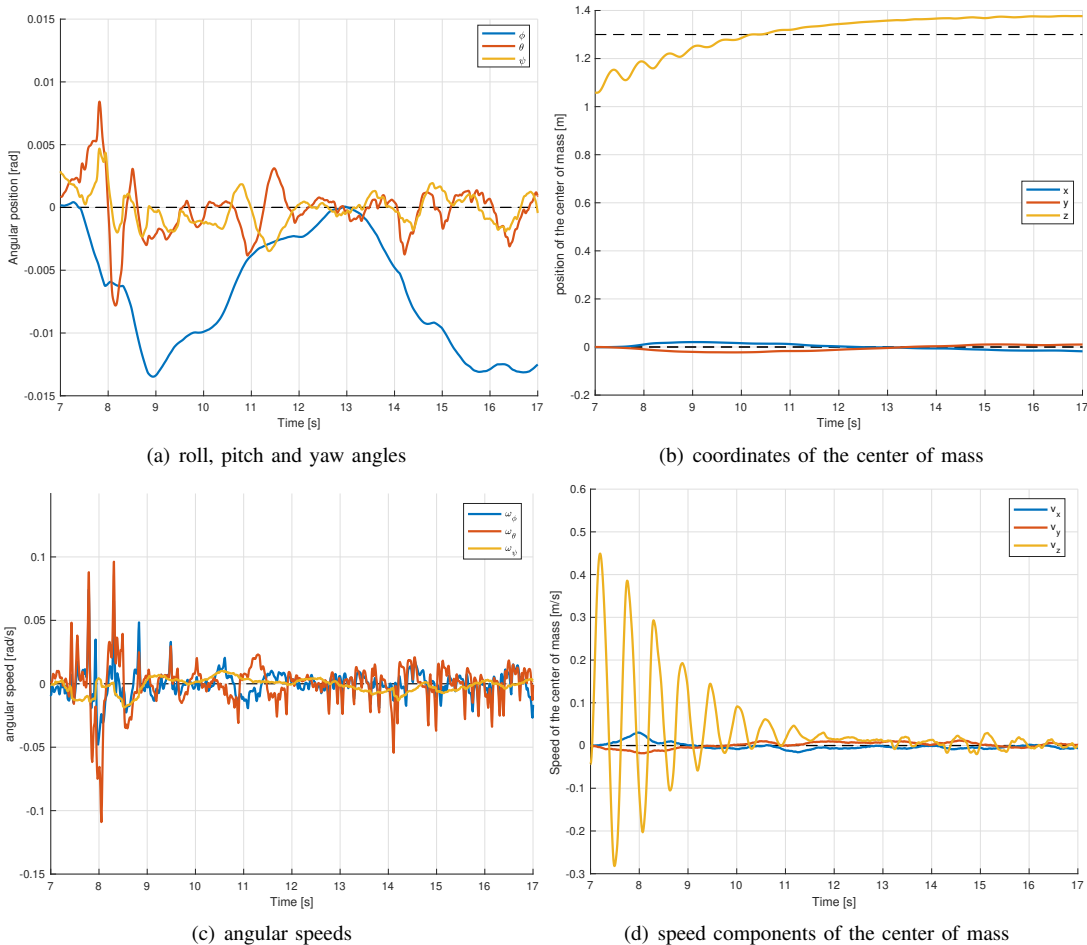 0.015
0.01
0.005
0
-0.005
-0.01
-0.015
Angular position [rad]
7 8 9 10 11 12 13 14 15 16 17
Time [s]
ϕ
θ
ψ
(a) roll, pitch and yaw angles
1.4
1.2
1
0.8
0.6
0.4
0.2
0
-0.2
position of the center of mass [m]
7 8 9 10 11 12 13 14 15 16 17
Time [s]
x
y
z
(b) coordinates of the center of mass
0.1
0.05
0
-0.05
-0.1
-0.15
angular speed [rad/s]
7 8 9 10 11 12 13 14 15 16 17
Time [s]
ω_ϕ
ω_θ
ω_ψ
(c) angular speeds
0.6
0.5
0.4
0.3
0.2
0.1
0
-0.1
-0.2
-0.3
Speed of the center of mass [m/s]
7 8 9 10 11 12 13 14 15 16 17
Time [s]
v_x
v_y
v_z
(d) speed components of the center of mass